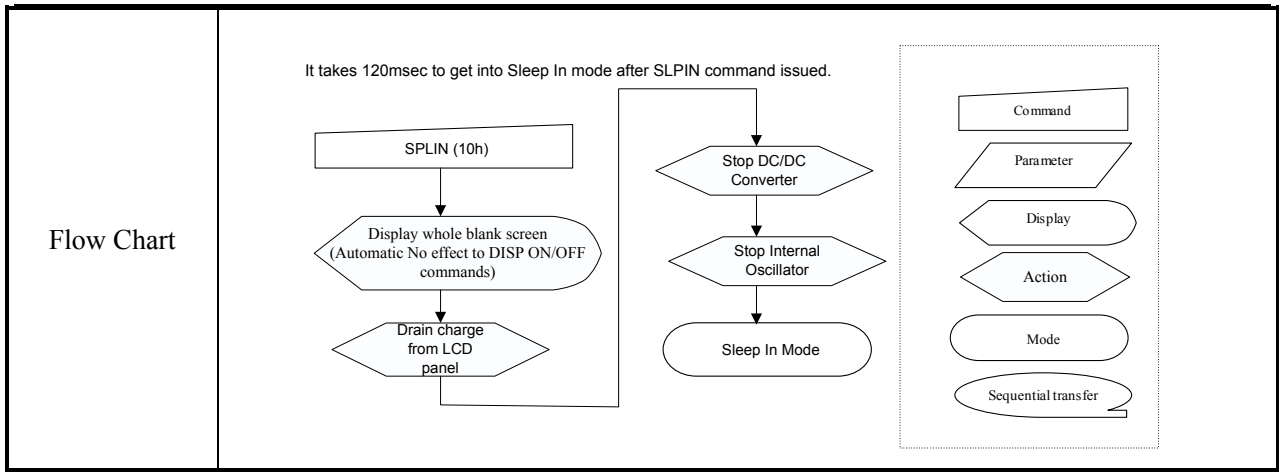 Flow Chart
It takes 120msec to get into Sleep In mode after SLPIN command issued.
SPLIN (10h)
Display whole blank screen
(Automatic No effect to DISP ON/OFF
commands)
Drain charge
from LCD
panel
Stop DC/DC
Converter
Stop Internal
Oscillator
Sleep In Mode
Command
Parameter
Display
Action
Mode
Sequential transfer